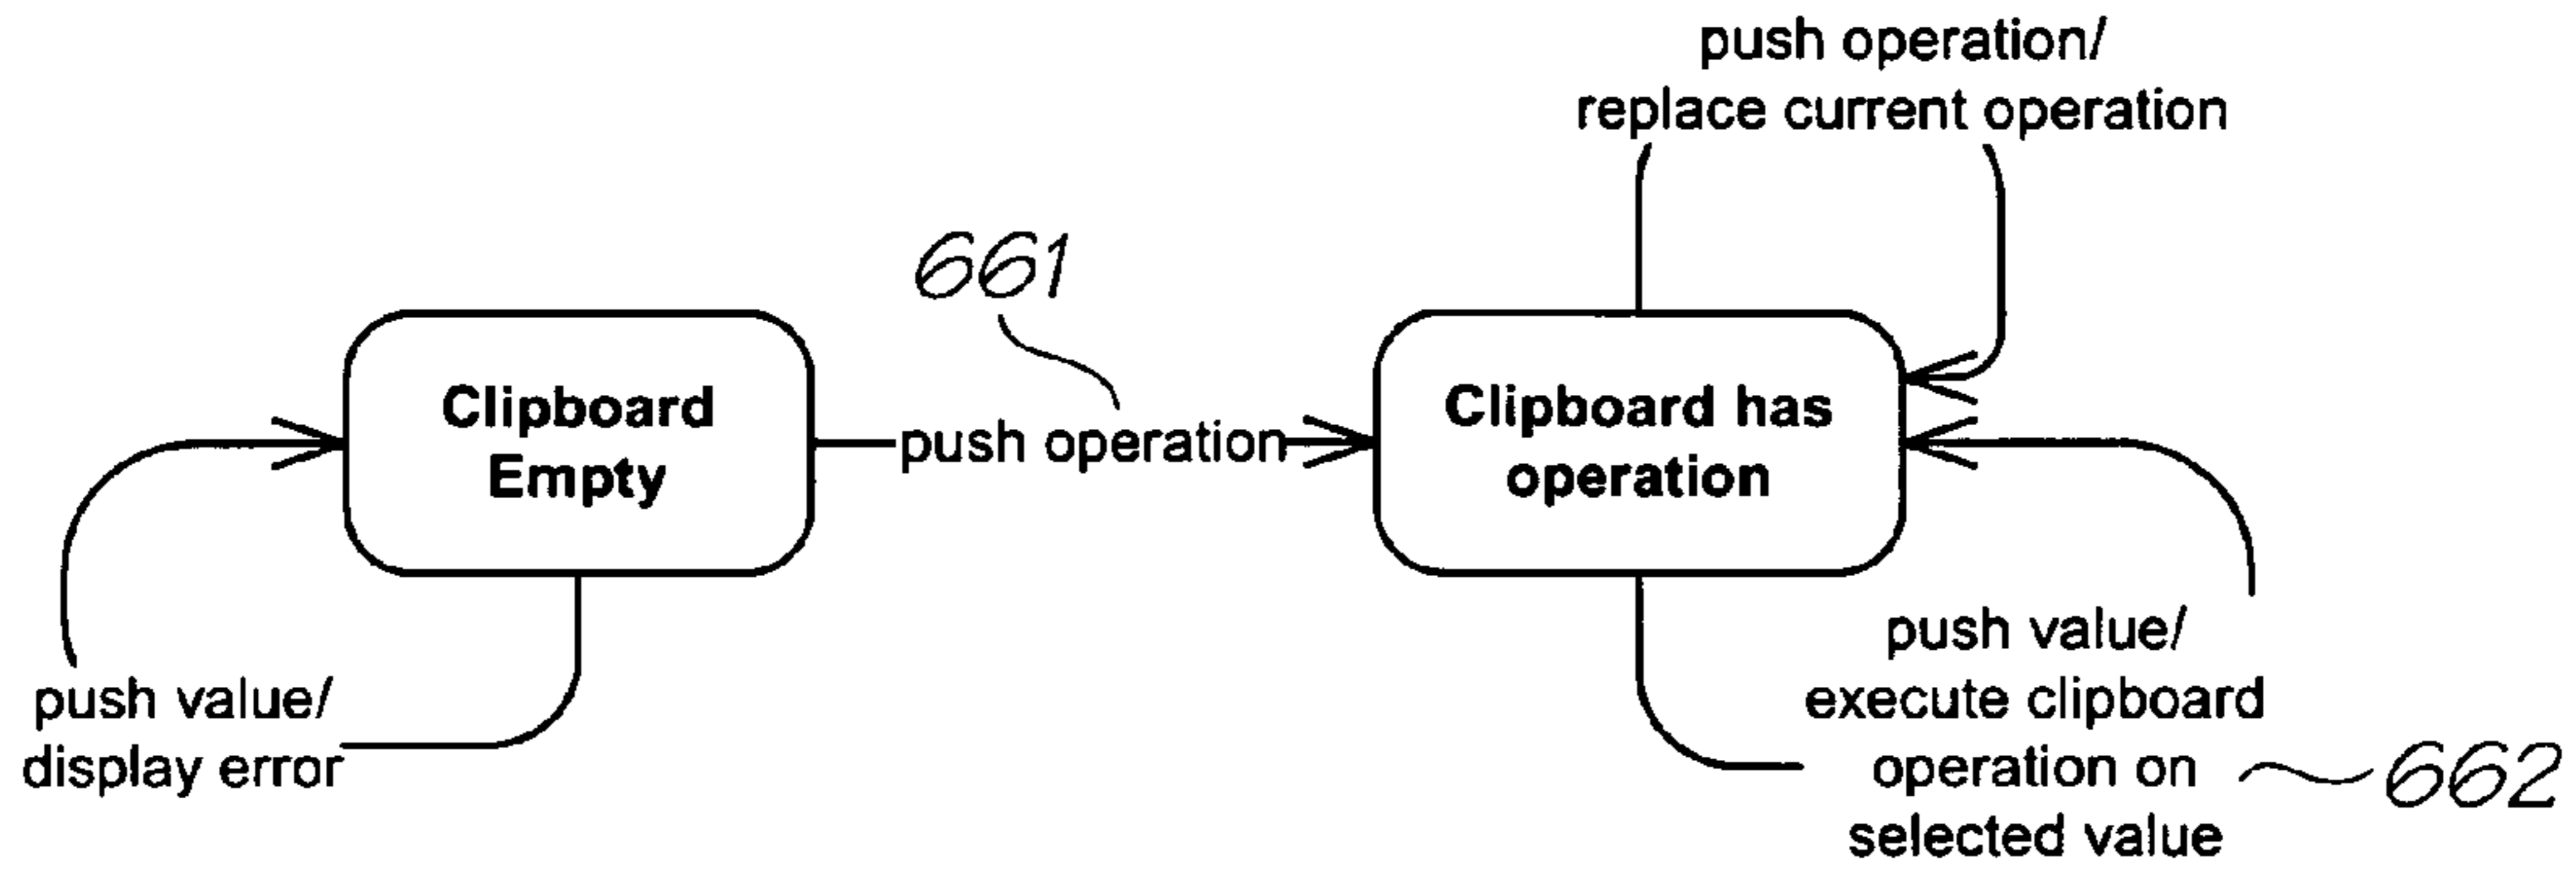 push operation/
replace current operation
661
Clipboard
Empty
push operation
Clipboard has
operation
push value/
display error
push value/
execute clipboard
operation on
selected value
662